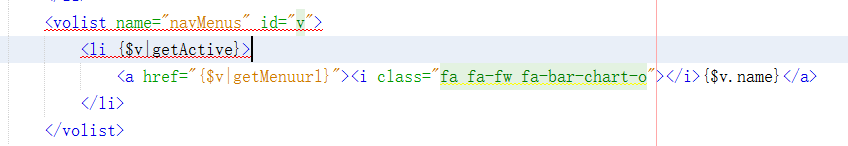 <volist name="navMenus" id="v">
<li {$v|getActive}>
<a href="{$v|getMenuurl}"><i class="fa fa-fw fa-bar-chart-o"></i>{$v.name}</a>
</li>
</volist>